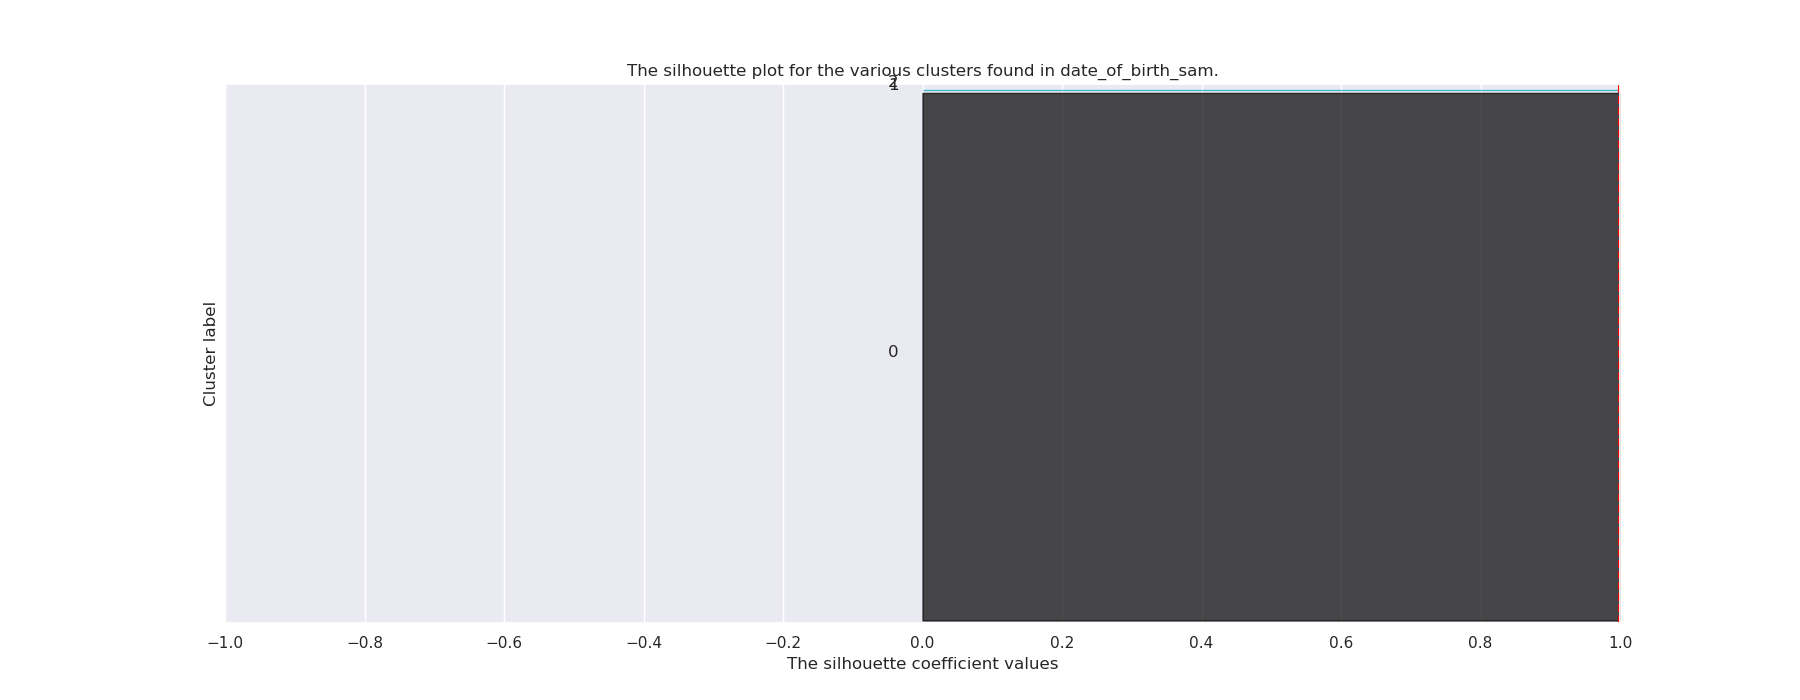 The silhouette plot for the various clusters found in date_of_birth_sam.
2
1
0
Cluster label
−1.0 −0.8 −0.6 −0.4 −0.2 0.0 0.2 0.4 0.6 0.8 1.0
The silhouette coefficient values